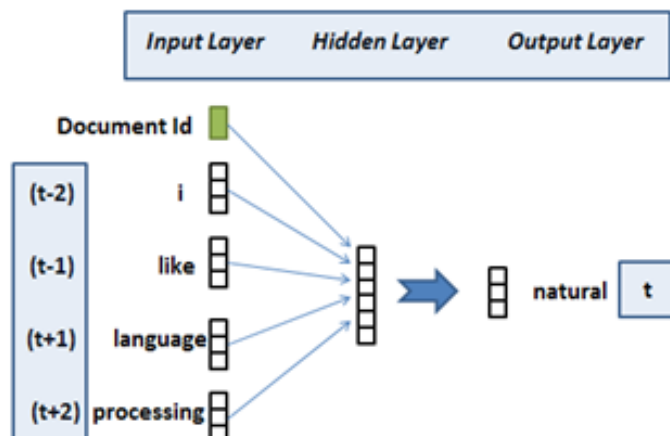 Input Layer Hidden Layer Output Layer
Document Id
(t-2) i
(t-1) like
natural t
(t+1) language
(t+2) processing